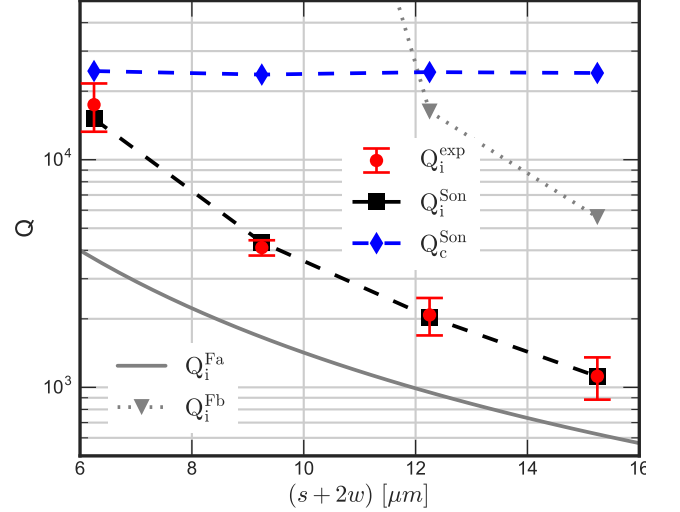 Q
10^4
10^3
Q_i^exp
Q_i^Son
Q_c^Son
Q_i^Fa
Q_i^Fb
6 8 10 12 14 16
(s + 2w) [μm]